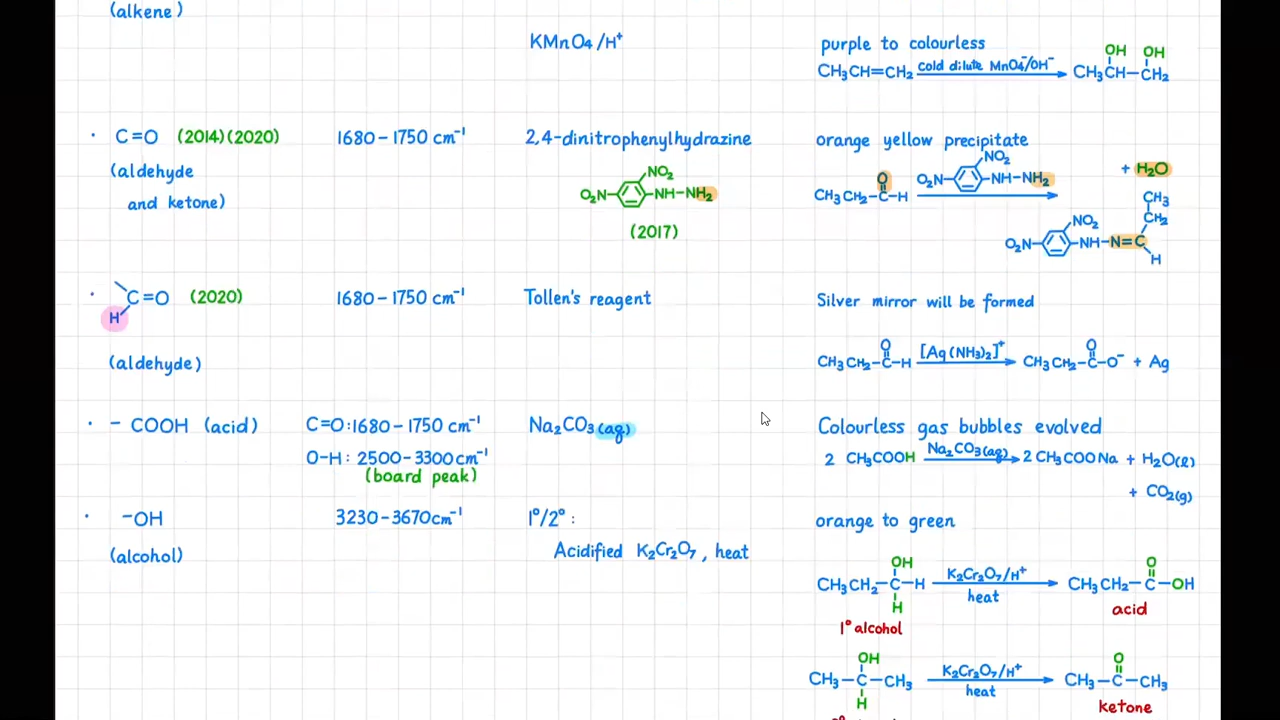 (alkene)
KMnO4/H⁺
purple to colourless
CH3CH=CH2 cold dilute MnO4⁻/OH⁻ CH3CH-CH2
OH OH
· C=O (2014)(2020) 1680-1750 cm⁻¹ 2,4-dinitrophenylhydrazine orange yellow precipitate
(aldehyde
and ketone)
O2N- -NO2 -NH-NH2
(2017)
CH3CH2-C-H O O2N- -NO2 -NH-NH2
+ H2O
O2N- -NO2 -NH-N=C CH2 CH3 H
· C=O H (2020) 1680-1750 cm⁻¹ Tollen's reagent Silver mirror will be formed
(aldehyde)
CH3CH2-C-H O [Ag(NH3)2]⁺ CH3CH2-C-O⁻ O + Ag
· - COOH (acid) C=O:1680-1750 cm⁻¹ Na2CO3(aq) Colourless gas bubbles evolved
O-H: 2500-3300cm⁻¹
(board peak)
2 CH3COOH Na2CO3(aq) 2 CH3COONa + H2O(l)
+ CO2(g)
· -OH 3230-3670cm⁻¹ 1°/2° : orange to green
(alcohol) Acidified K2Cr2O7, heat
CH3CH2-C-H OH H K2Cr2O7/H⁺ heat CH3CH2-C-OH O
1° alcohol acid
CH3-C-CH3 OH H K2Cr2O7/H⁺ heat CH3-C-CH3 O
ketone